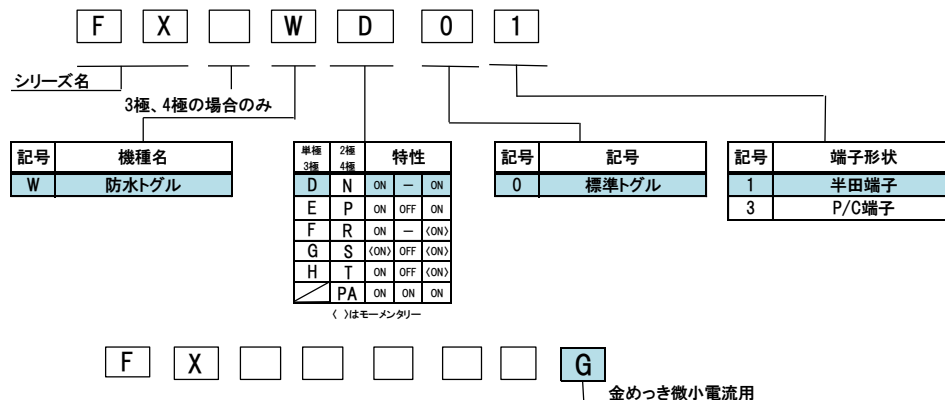 F X W D 0 1
シリーズ名
3極、4極の場合のみ
記号 機種名
W 防水トグル
単極 3極 2極 4極 特性
D N ON － ON
E P ON OFF ON
F R ON － 〈ON〉
G S 〈ON〉 OFF 〈ON〉
H T ON OFF 〈ON〉
PA ON ON ON
〈 〉はモーメンタリー
記号 記号
0 標準トグル
記号 端子形状
1 半田端子
3 P/C端子
F X G
金めっき微小電流用